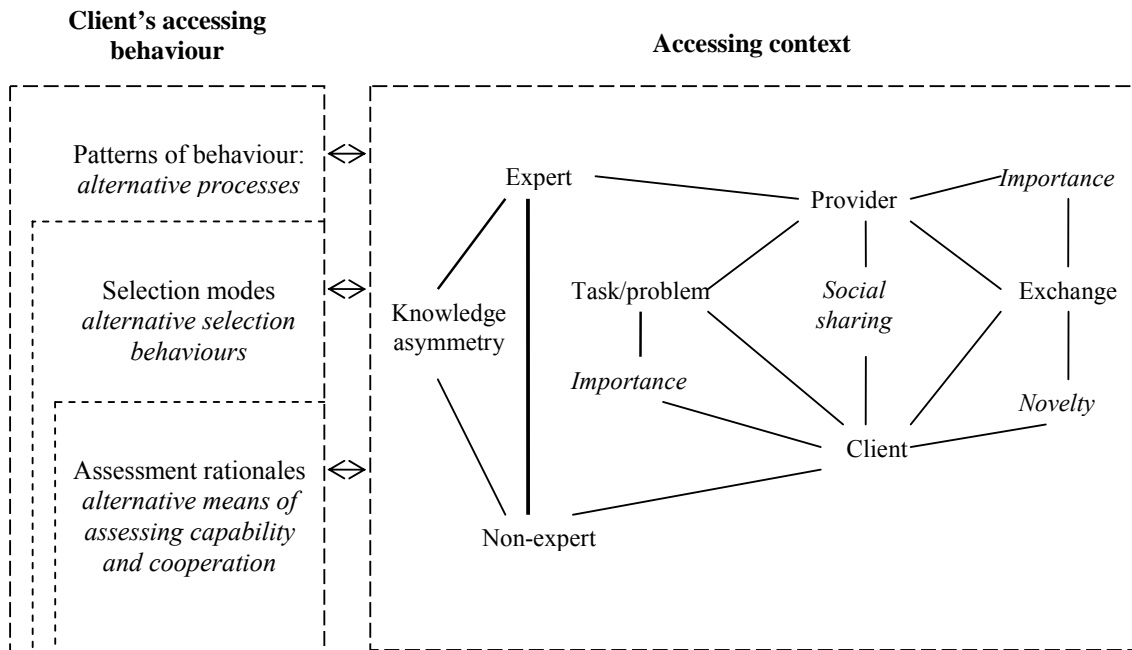 Client’s accessing
behaviour
Accessing context
Patterns of behaviour:
alternative processes
Selection modes
alternative selection
behaviours
Assessment rationales
alternative means of
assessing capability
and cooperation
Expert
Provider
Importance
Knowledge
asymmetry
Task/problem
Social
sharing
Exchange
Importance
Novelty
Client
Non-expert